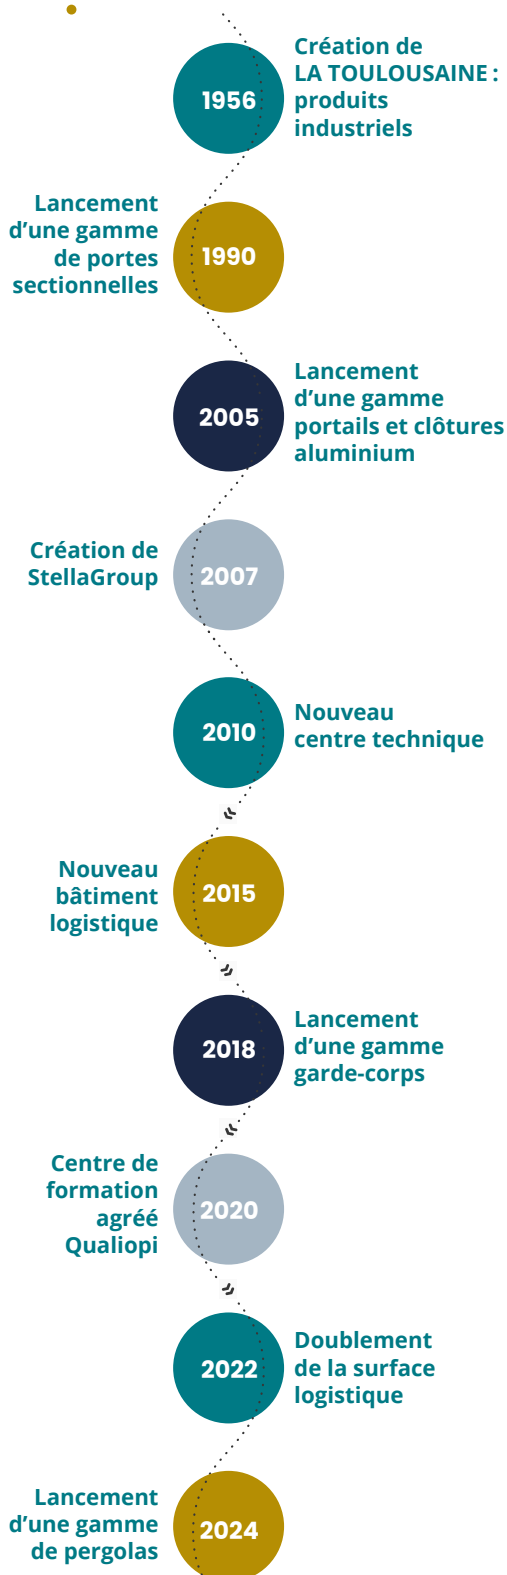 1956
Création de
LA TOULOUSAINE :
produits
industriels
Lancement
d’une gamme
de portes
sectionnelles
1990
2005
Lancement
d’une gamme
portails et clôtures
aluminium
Création de
StellaGroup
2007
2010
Nouveau
centre technique
Nouveau
bâtiment
logistique
2015
2018
Lancement
d’une gamme
garde-corps
Centre de
formation
agréé
Qualiopi
2020
2022
Doublement
de la surface
logistique
Lancement
d’une gamme
de pergolas
2024